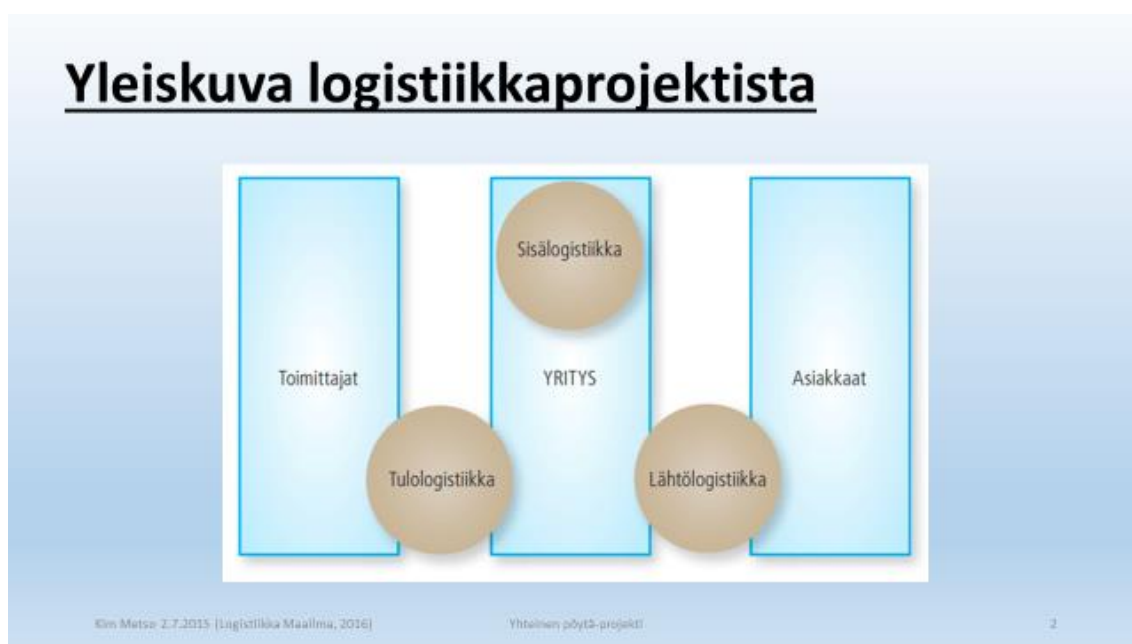 Yleiskuva logistiikkaprojektista
Sisälogistiikka
Toimittajat
YRITYS
Asiakkaat
Tulologistiikka
Lähtölogistiikka
Kim Metso 2.7.2015 (Logistiikka Maailma, 2016)
Yhteinen pöytä-projekti
2